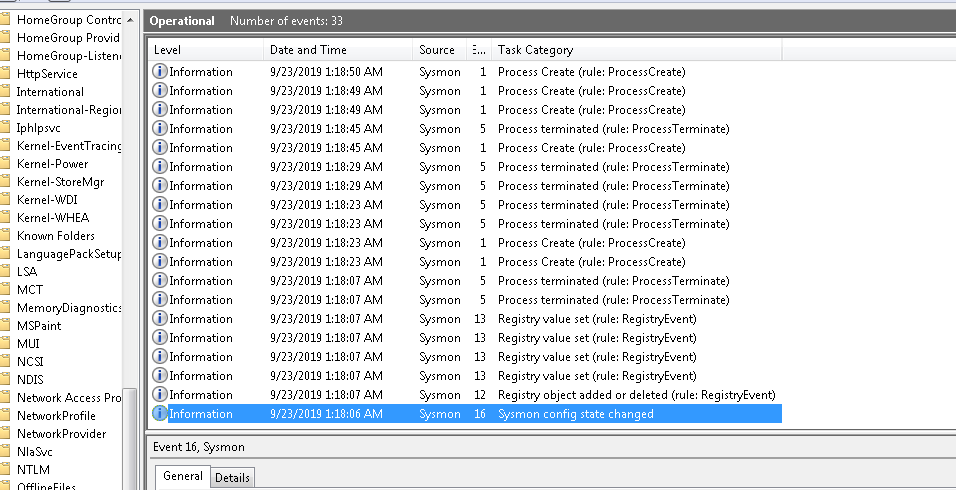 HomeGroup Contrc
HomeGroup Provid
HomeGroup-Listen
HttpService
International
International-Region
Iphlpsvc
Kernel-EventTracing
Kernel-Power
Kernel-StoreMgr
Kernel-WDI
Kernel-WHEA
Known Folders
LanguagePackSetup
LSA
MCT
MemoryDiagnostics
MSPaint
MUI
NCSI
NDIS
Network Access Pro
NetworkProfile
NetworkProvider
NlaSvc
NTLM
OfflineFiles
Operational Number of events: 33
Level Date and Time Source E... Task Category
Information 9/23/2019 1:18:50 AM Sysmon 1 Process Create (rule: ProcessCreate)
Information 9/23/2019 1:18:49 AM Sysmon 1 Process Create (rule: ProcessCreate)
Information 9/23/2019 1:18:49 AM Sysmon 1 Process Create (rule: ProcessCreate)
Information 9/23/2019 1:18:45 AM Sysmon 5 Process terminated (rule: ProcessTerminate)
Information 9/23/2019 1:18:45 AM Sysmon 1 Process Create (rule: ProcessCreate)
Information 9/23/2019 1:18:29 AM Sysmon 5 Process terminated (rule: ProcessTerminate)
Information 9/23/2019 1:18:29 AM Sysmon 5 Process terminated (rule: ProcessTerminate)
Information 9/23/2019 1:18:23 AM Sysmon 5 Process terminated (rule: ProcessTerminate)
Information 9/23/2019 1:18:23 AM Sysmon 5 Process terminated (rule: ProcessTerminate)
Information 9/23/2019 1:18:23 AM Sysmon 1 Process Create (rule: ProcessCreate)
Information 9/23/2019 1:18:23 AM Sysmon 1 Process Create (rule: ProcessCreate)
Information 9/23/2019 1:18:07 AM Sysmon 5 Process terminated (rule: ProcessTerminate)
Information 9/23/2019 1:18:07 AM Sysmon 5 Process terminated (rule: ProcessTerminate)
Information 9/23/2019 1:18:07 AM Sysmon 13 Registry value set (rule: RegistryEvent)
Information 9/23/2019 1:18:07 AM Sysmon 13 Registry value set (rule: RegistryEvent)
Information 9/23/2019 1:18:07 AM Sysmon 13 Registry value set (rule: RegistryEvent)
Information 9/23/2019 1:18:07 AM Sysmon 13 Registry value set (rule: RegistryEvent)
Information 9/23/2019 1:18:07 AM Sysmon 12 Registry object added or deleted (rule: RegistryEvent)
Information 9/23/2019 1:18:06 AM Sysmon 16 Sysmon config state changed
Event 16, Sysmon
General Details